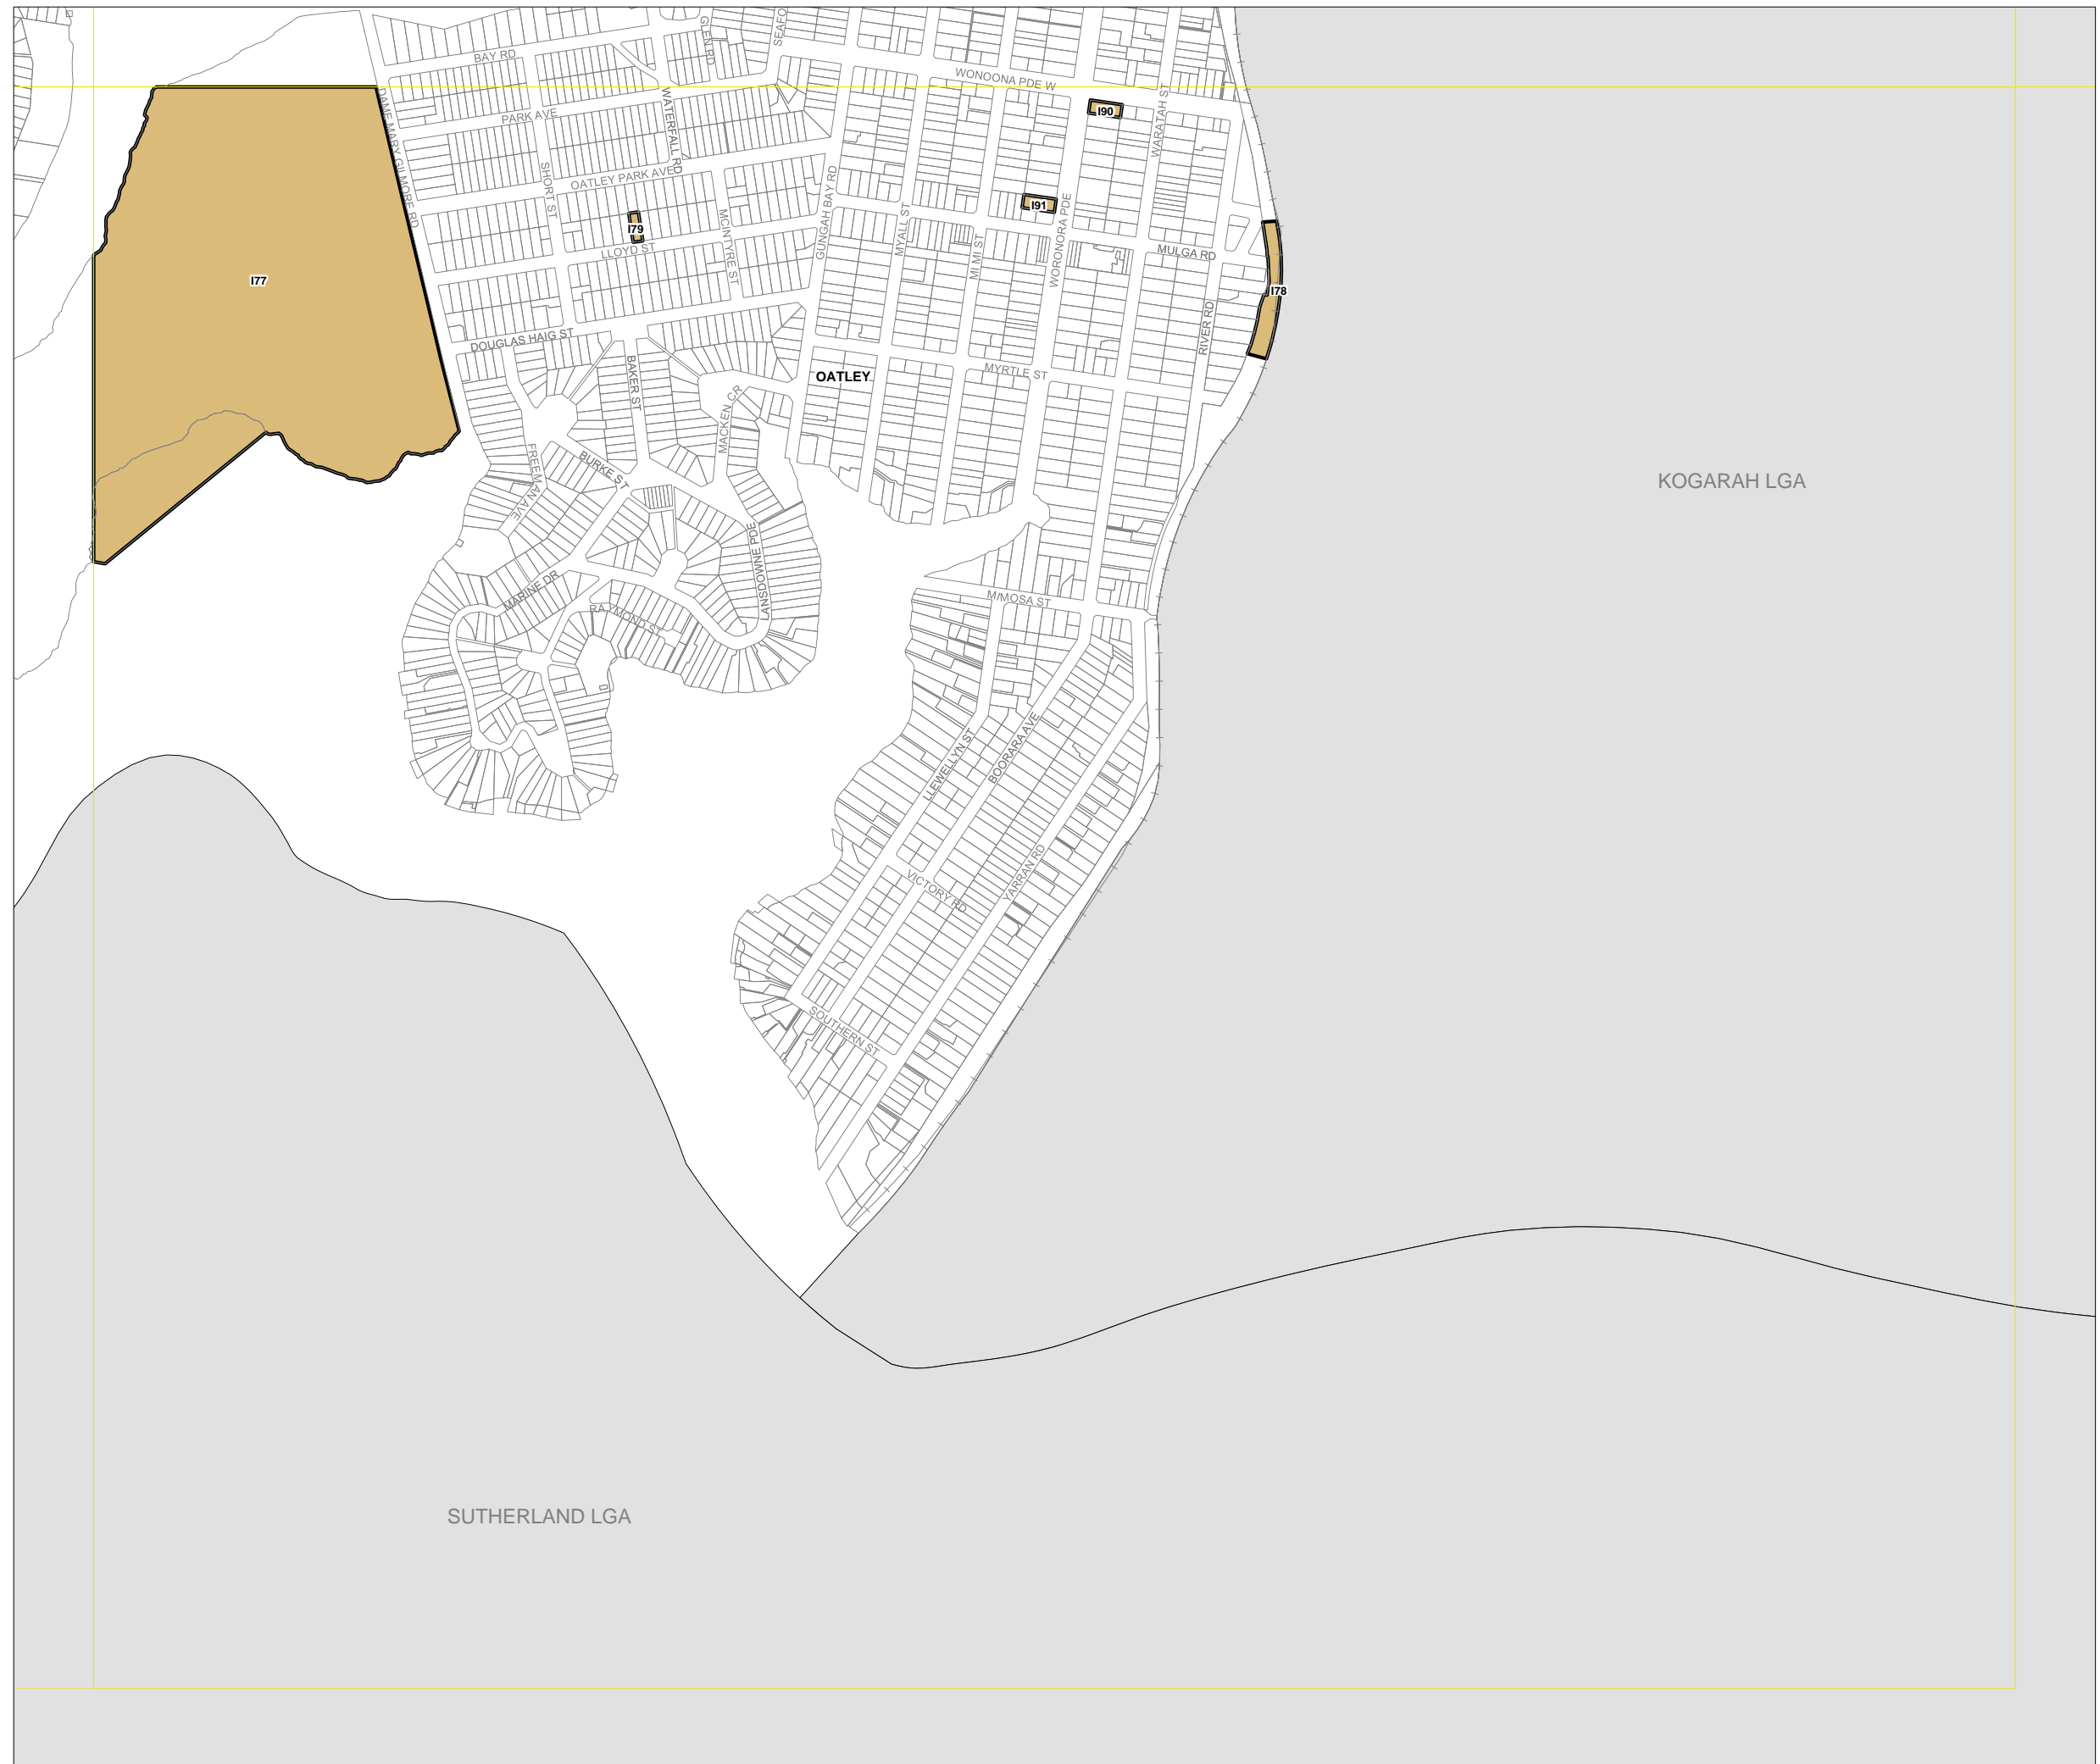 SEAFO
GLEN RD
BAY RD
WONOONA PDE W
DAME MARY GILMORE RD
PARK AVE
WATERFALL RD
I90
WARATAH ST
SHORT ST
OATLEY PARK AVE
I91
I79
LLOYD ST
MCINTYRE ST
GUNGAH BAY RD
MYALL ST
MI MI ST
WORONORA PDE
MULGA RD
I77
I78
RIVER RD
DOUGLAS HAIG ST
BAKER ST
OATLEY
MYRTLE ST
MACKEN CR
FREEMAN AVE
BURKE ST
KOGARAH LGA
LANSDOWNE PDE
MARINE DR
RAYMOND ST
MIMOSA ST
LLEWELLYN ST
BOORARA AVE
VICTORY RD
YARRAN RD
SOUTHERN ST
SUTHERLAND LGA